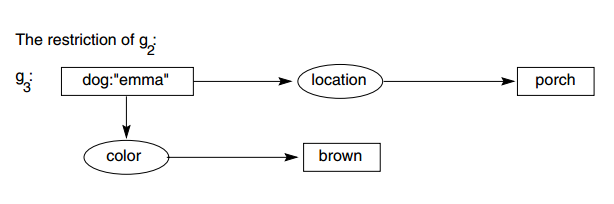 The restriction of g2:
g3:
dog:"emma"
location
porch
color
brown